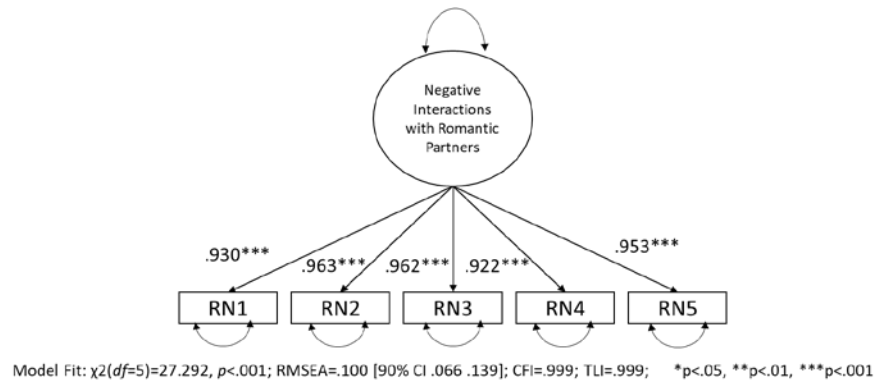 Negative
Interactions
with Romantic
Partners
.930***
.963***
.962***
.922***
.953***
RN1
RN2
RN3
RN4
RN5
Model Fit: χ2(df=5)=27.292, p<.001; RMSEA=.100 [90% CI .066 .139]; CFI=.999; TLI=.999; *p<.05, **p<.01, ***p<.001